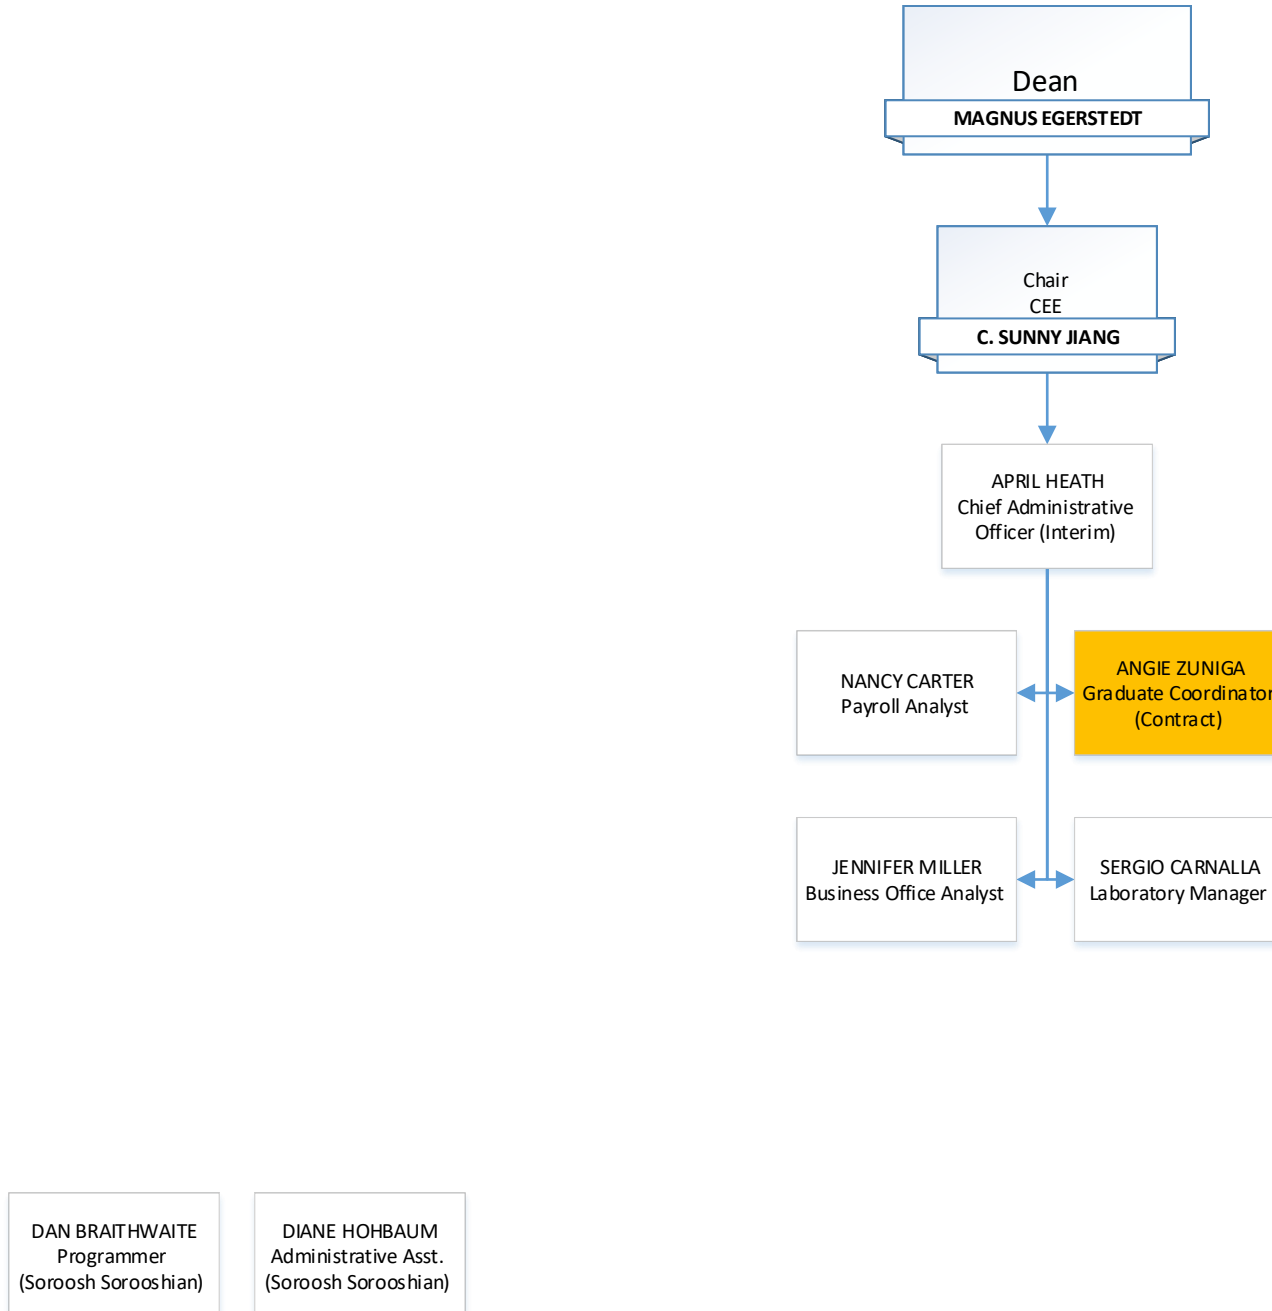 Dean
MAGNUS EGERSTEDT
Chair
CEE
C. SUNNY JIANG
APRIL HEATH
Chief Administrative
Officer (Interim)
NANCY CARTER
Payroll Analyst
ANGIE ZUNIGA
Graduate Coordinator
(Contract)
JENNIFER MILLER
Business Office Analyst
SERGIO CARNALLA
Laboratory Manager
DAN BRAITHWAITE
Programmer
(Soroosh Sorooshian)
DIANE HOHBAUM
Administrative Asst.
(Soroosh Sorooshian)